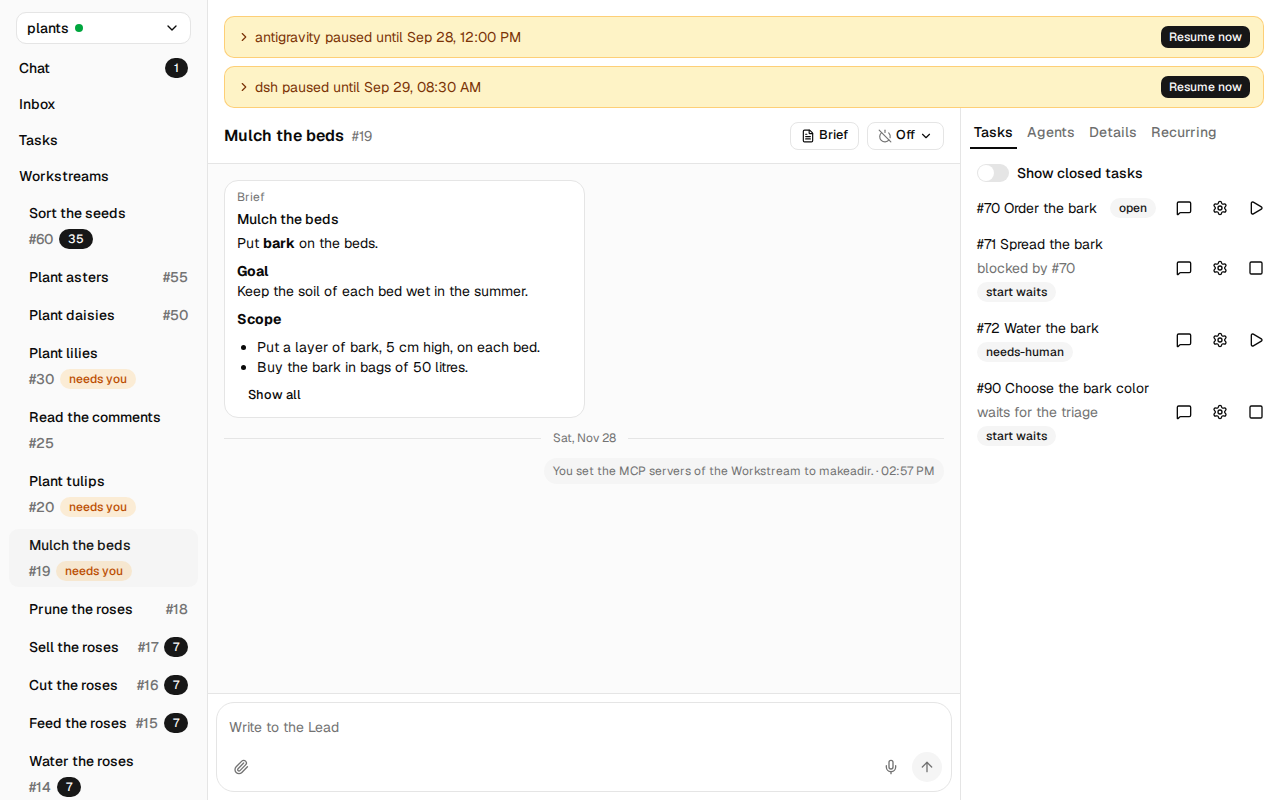 plants
Chat 1
Inbox
Tasks
Workstreams
Sort the seeds
#60 35
Plant asters #55
Plant daisies #50
Plant lilies
#30 needs you
Read the comments
#25
Plant tulips
#20 needs you
Mulch the beds
#19 needs you
Prune the roses #18
Sell the roses #17 7
Cut the roses #16 7
Feed the roses #15 7
Water the roses
#14 7
antigravity paused until Sep 28, 12:00 PM Resume now
dsh paused until Sep 29, 08:30 AM Resume now
Mulch the beds #19 Brief Off
Brief
Mulch the beds
Put bark on the beds.
Goal
Keep the soil of each bed wet in the summer.
Scope
• Put a layer of bark, 5 cm high, on each bed.
• Buy the bark in bags of 50 litres.
Show all
Sat, Nov 28
You set the MCP servers of the Workstream to makeadir. · 02:57 PM
Write to the Lead
Tasks Agents Details Recurring
Show closed tasks
#70 Order the bark open
#71 Spread the bark
blocked by #70
start waits
#72 Water the bark
needs-human
#90 Choose the bark color
waits for the triage
start waits